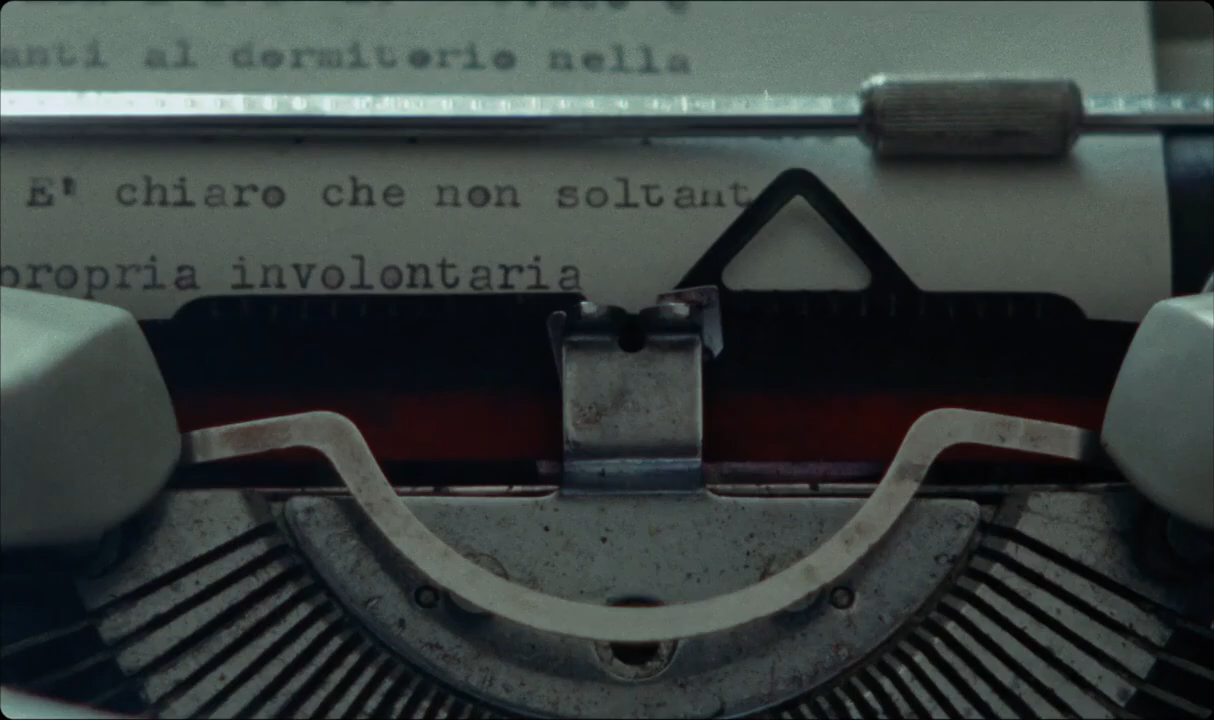 anti al dormitorio nella
E' chiaro che non soltant
propria involontaria